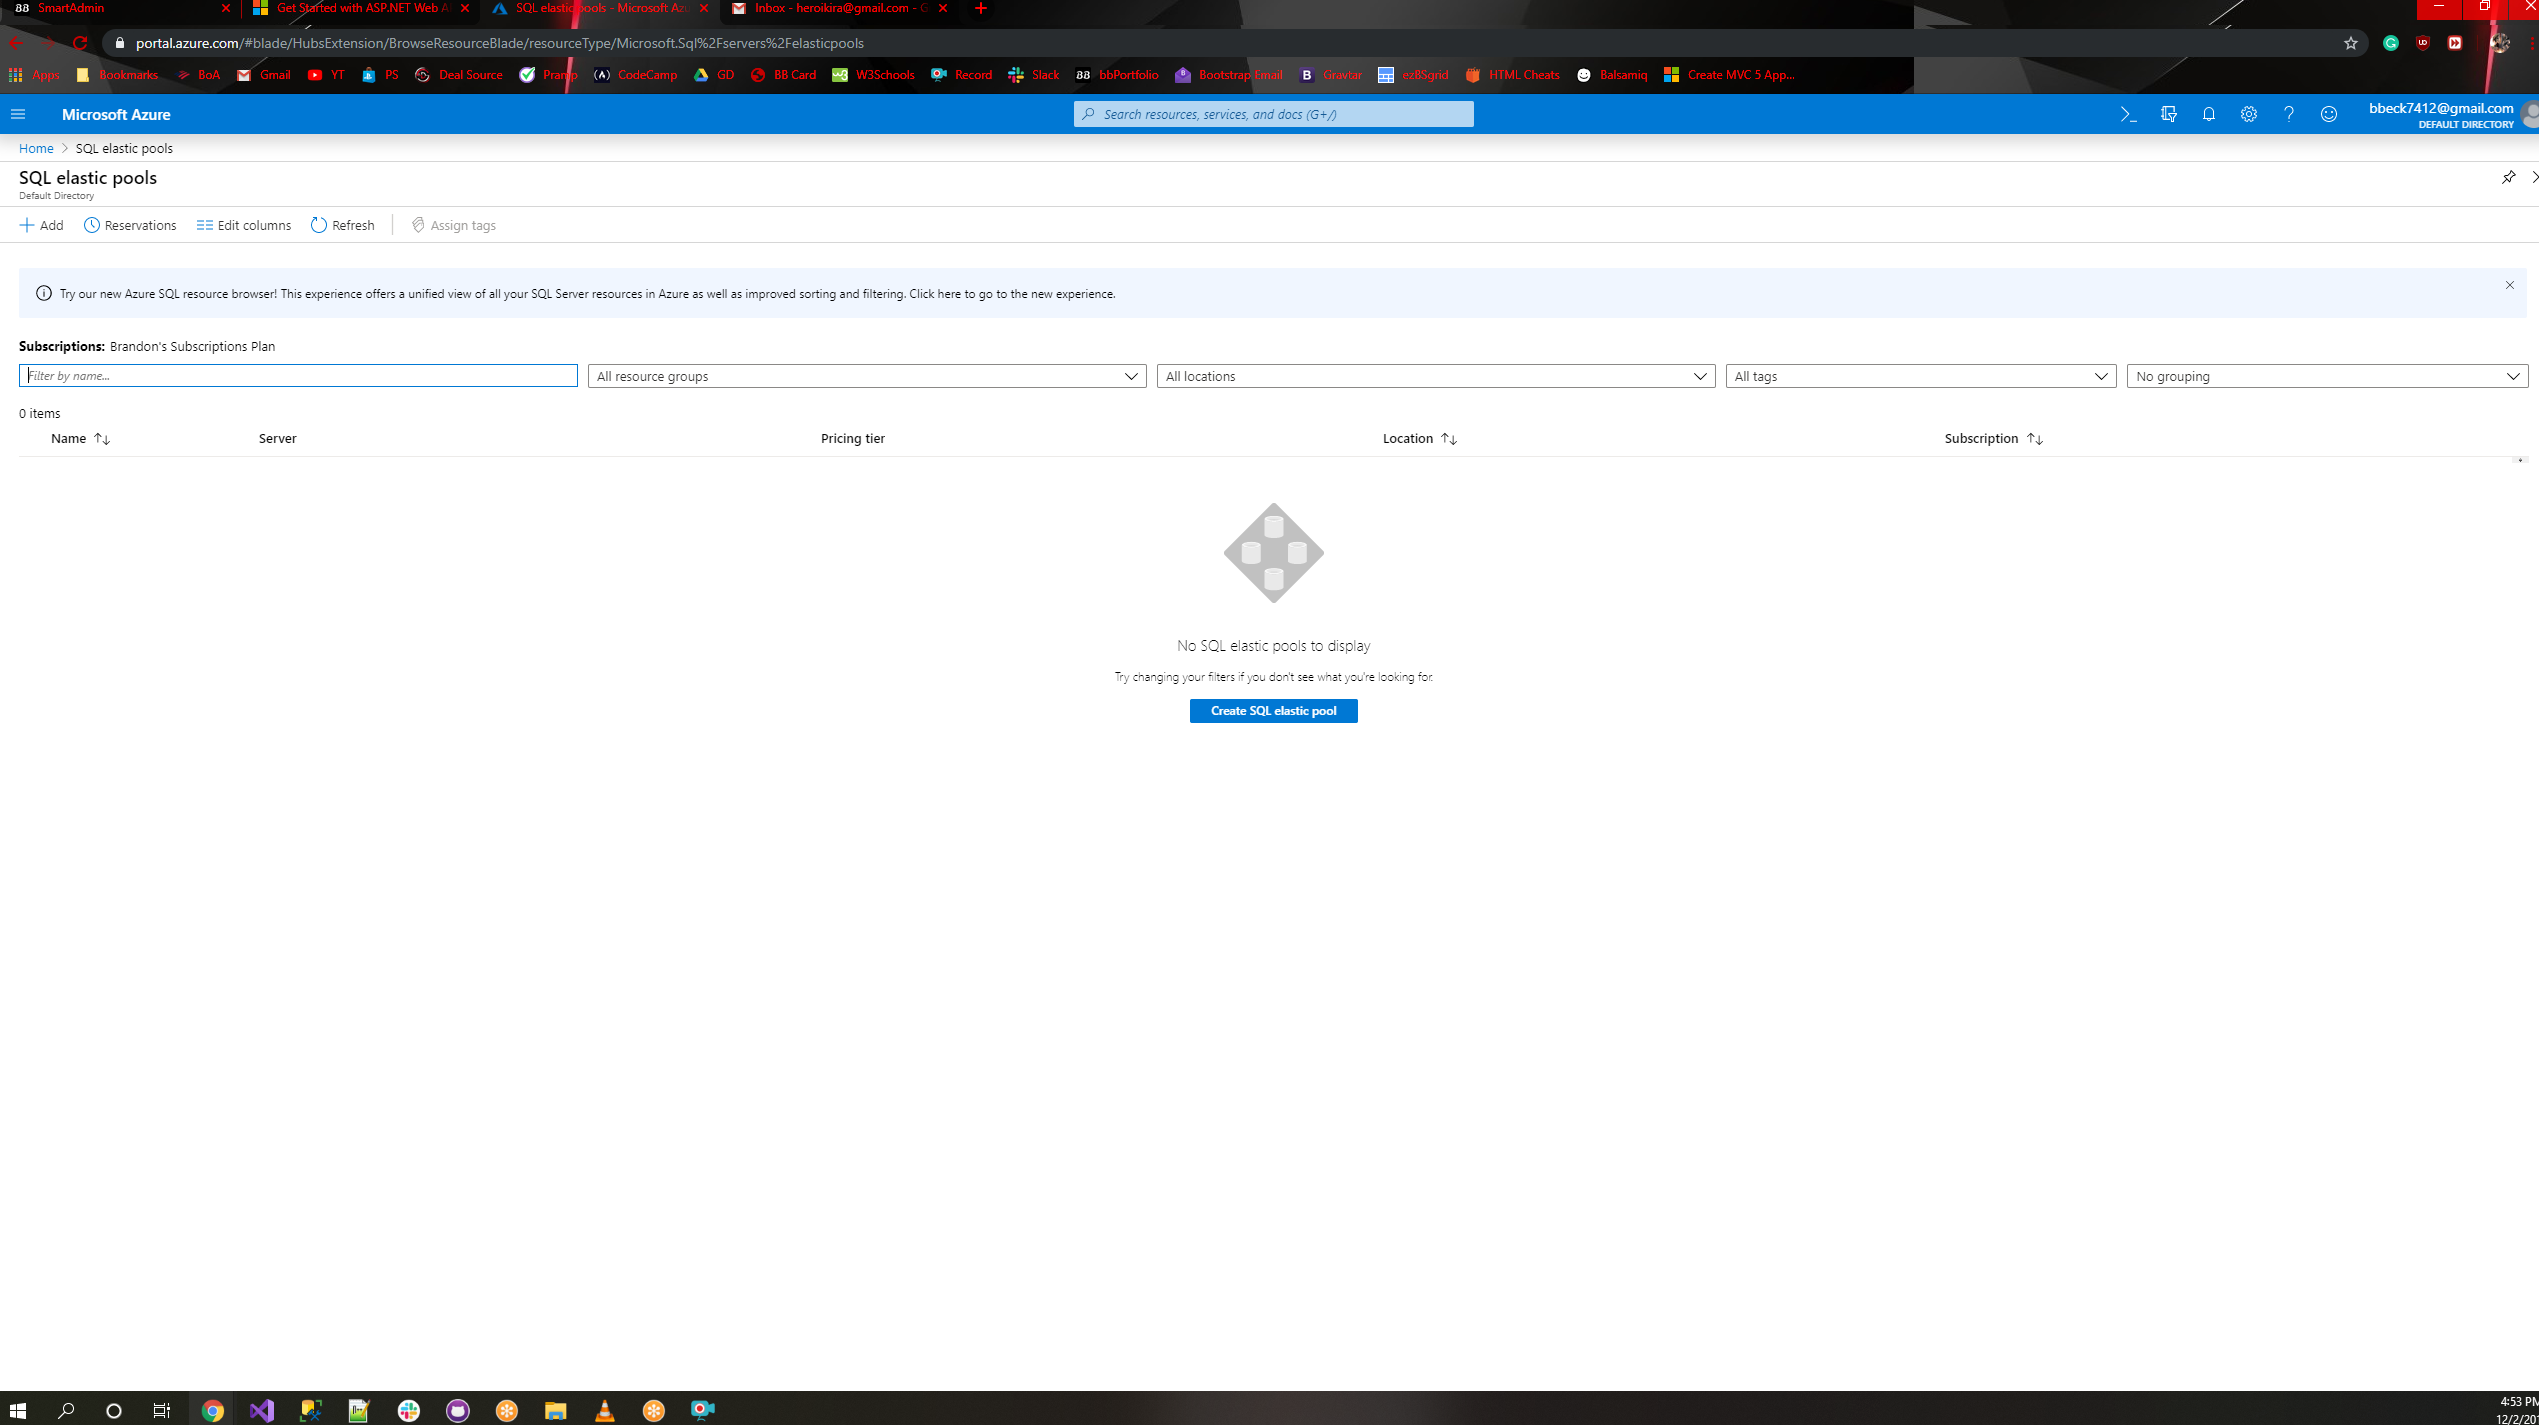 SmartAdmin
Get Started with ASP.NET Web A
SQL elastic pools - Microsoft Az
Inbox - heroikira@gmail.com - G
portal.azure.com/#blade/HubsExtension/BrowseResourceBlade/resourceType/Microsoft.Sql%2Fservers%2Felasticpools
Apps Bookmarks BoA Gmail YT PS Deal Source Pramp CodeCamp GD BB Card W3Schools Record Slack bbPortfolio Bootstrap Email Gravtar ezBSgrid HTML Cheats Balsamiq Create MVC 5 App...
Microsoft Azure
Search resources, services, and docs (G+/)
bbeck7412@gmail.com
DEFAULT DIRECTORY
Home > SQL elastic pools
SQL elastic pools
Default Directory
Add Reservations Edit columns Refresh Assign tags
Try our new Azure SQL resource browser! This experience offers a unified view of all your SQL Server resources in Azure as well as improved sorting and filtering. Click here to go to the new experience.
Subscriptions: Brandon's Subscriptions Plan
Filter by name...
All resource groups
All locations
All tags
No grouping
0 items
Name Server Pricing tier Location Subscription
No SQL elastic pools to display
Try changing your filters if you don't see what you're looking for.
Create SQL elastic pool
4:53 PM
12/2/20